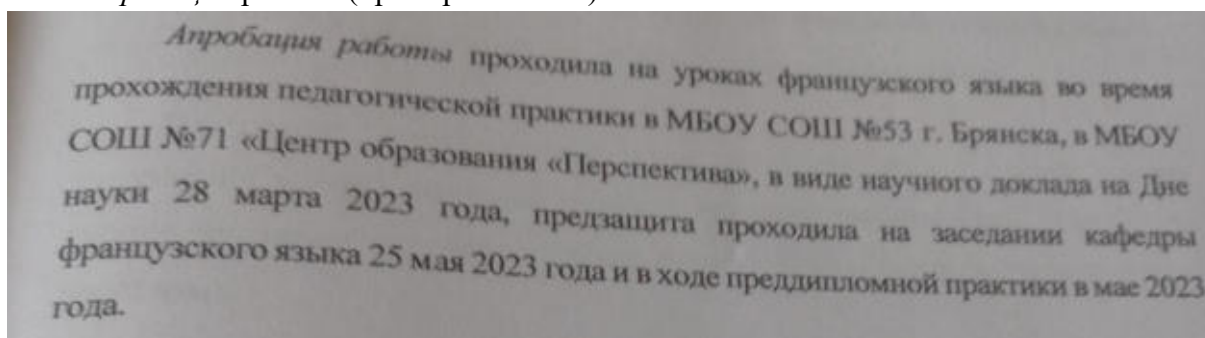 Апробация работы проходила на уроках французского языка во время
прохождения педагогической практики в МБОУ СОШ №53 г. Брянска, в МБОУ
СОШ №71 «Центр образования «Перспектива», в виде научного доклада на Дне
науки 28 марта 2023 года, предзащита проходила на заседании кафедры
французского языка 25 мая 2023 года и в ходе преддипломной практики в мае 2023
года.